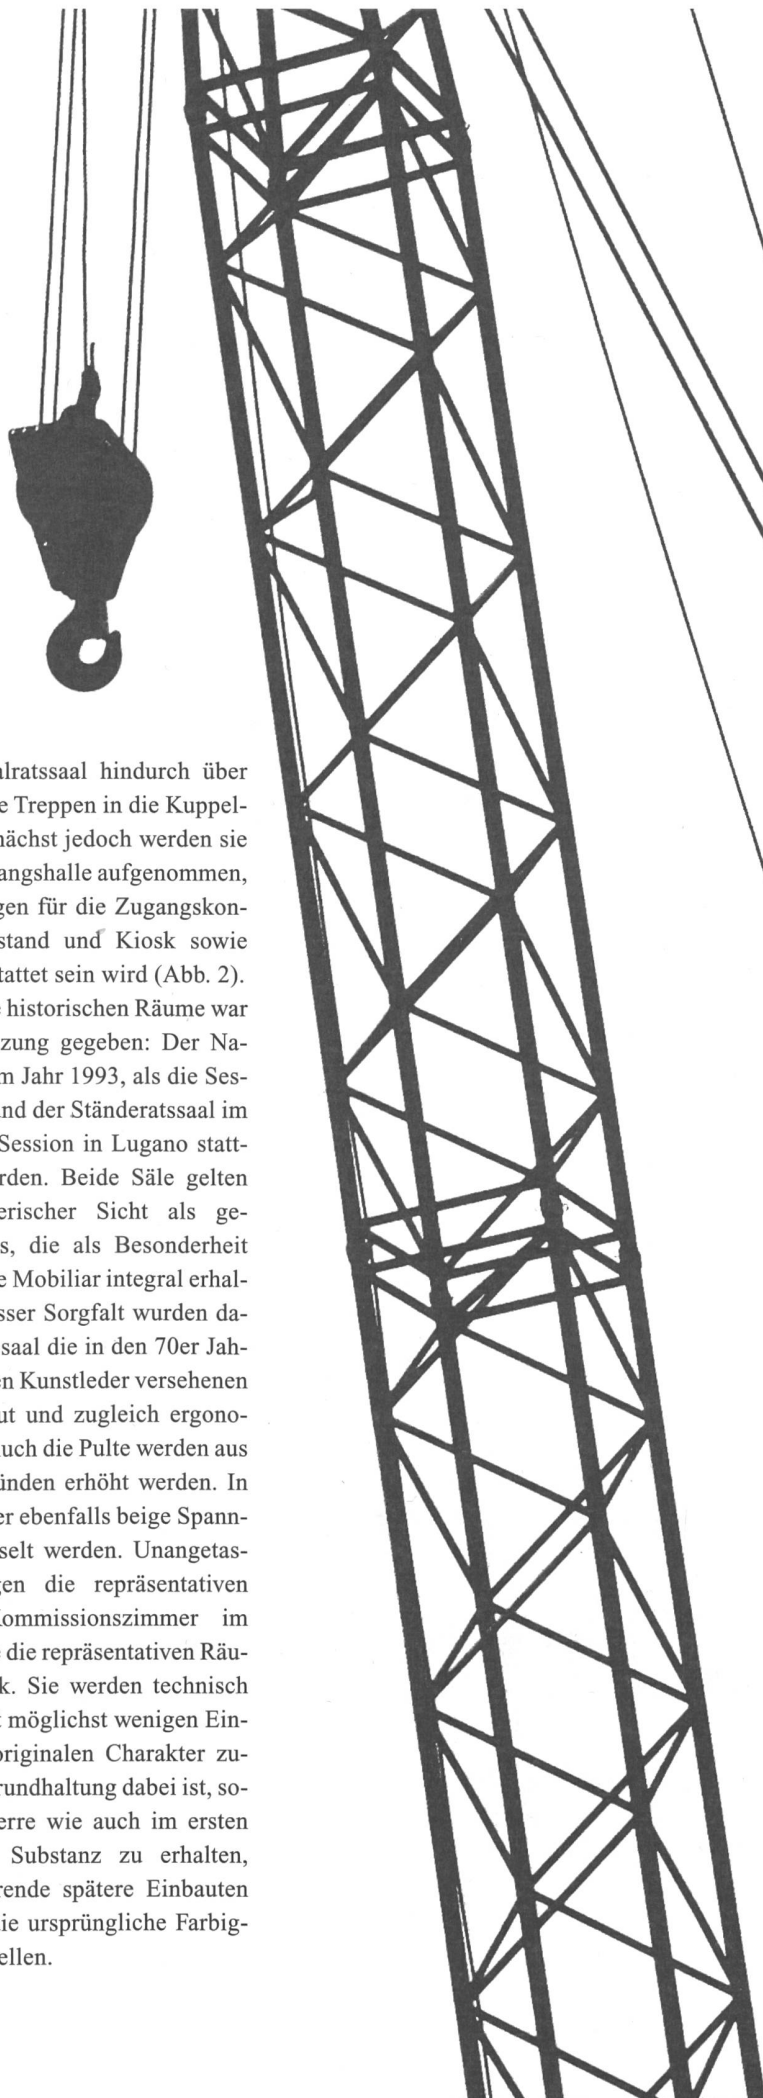 alratssaal hindurch über
e Treppen in die Kuppel-
nächst jedoch werden sie
angshalle aufgenommen,
gen für die Zugangskon-
stand und Kiosk sowie
tattet sein wird (Abb. 2).
e historischen Räume war
zung gegeben: Der Na-
m Jahr 1993, als die Ses-
und der Ständeratssaal im
Session in Lugano statt-
rden. Beide Säle gelten
erischer Sicht als ge-
s, die als Besonderheit
e Mobiliar integral erhal-
sser Sorgfalt wurden da-
saal die in den 70er Jah-
en Kunstleder versehenen
ut und zugleich ergono-
uch die Pulte werden aus
ünden erhöht werden. In
er ebenfalls beige Spann-
selt werden. Unangetas-
gen die repräsentativen
Kommissionszimmer im
e die repräsentativen Räu-
k. Sie werden technisch
t möglichst wenigen Ein-
originalen Charakter zu-
rundhaltung dabei ist, so-
erre wie auch im ersten
Substanz zu erhalten,
rende spätere Einbauten
die ursprüngliche Farbig-
ellen.